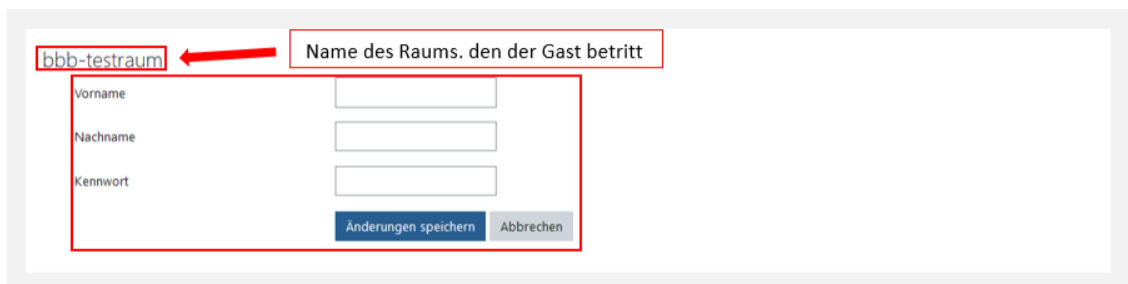 bbb-testraum
Name des Raums. den der Gast betritt
Vorname
Nachname
Kennwort
Änderungen speichern Abbrechen